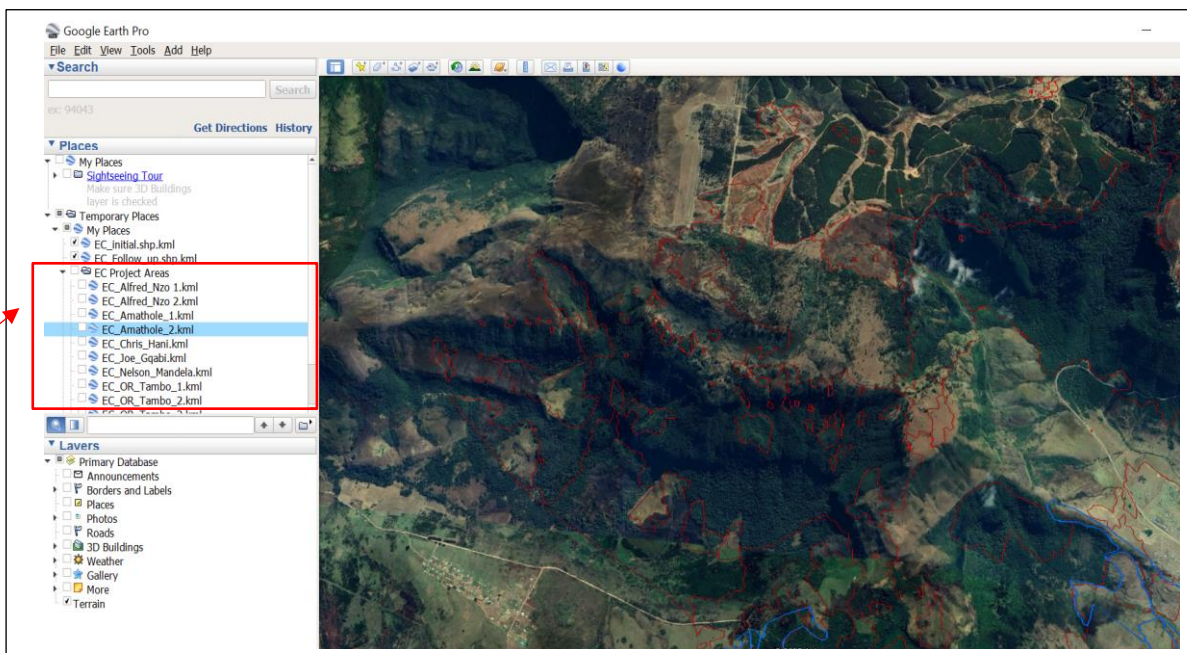 Google Earth Pro
File Edit View Tools Add Help
Search
Search
ex: 94043
Get Directions History
Places
My Places
Sightseeing Tour
Make sure 3D Buildings
layer is checked
Temporary Places
My Places
EC_initial.shp.kml
EC_Follow_up.shp.kml
EC Project Areas
EC_Alfred_Nzo 1.kml
EC_Alfred_Nzo 2.kml
EC_Amathole_1.kml
EC_Amathole_2.kml
EC_Chris_Hani.kml
EC_Joe_Gqabi.kml
EC_Nelson_Mandela.kml
EC_OR_Tambo_1.kml
EC_OR_Tambo_2.kml
EC_OR_Tambo_3.kml
Layers
Primary Database
Announcements
Borders and Labels
Places
Photos
Roads
3D Buildings
Weather
Gallery
More
Terrain